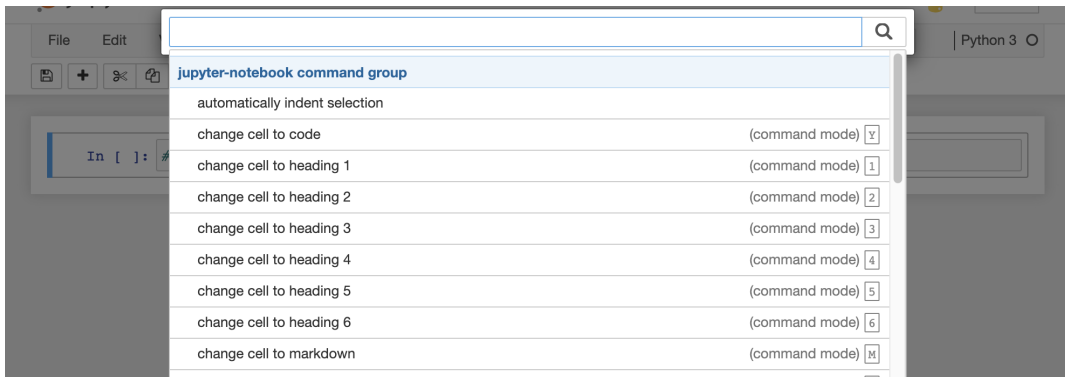 File Edit
Python 3
jupyter-notebook command group
automatically indent selection
change cell to code (command mode) Y
change cell to heading 1 (command mode) 1
change cell to heading 2 (command mode) 2
In [ ]: #
change cell to heading 3 (command mode) 3
change cell to heading 4 (command mode) 4
change cell to heading 5 (command mode) 5
change cell to heading 6 (command mode) 6
change cell to markdown (command mode) M